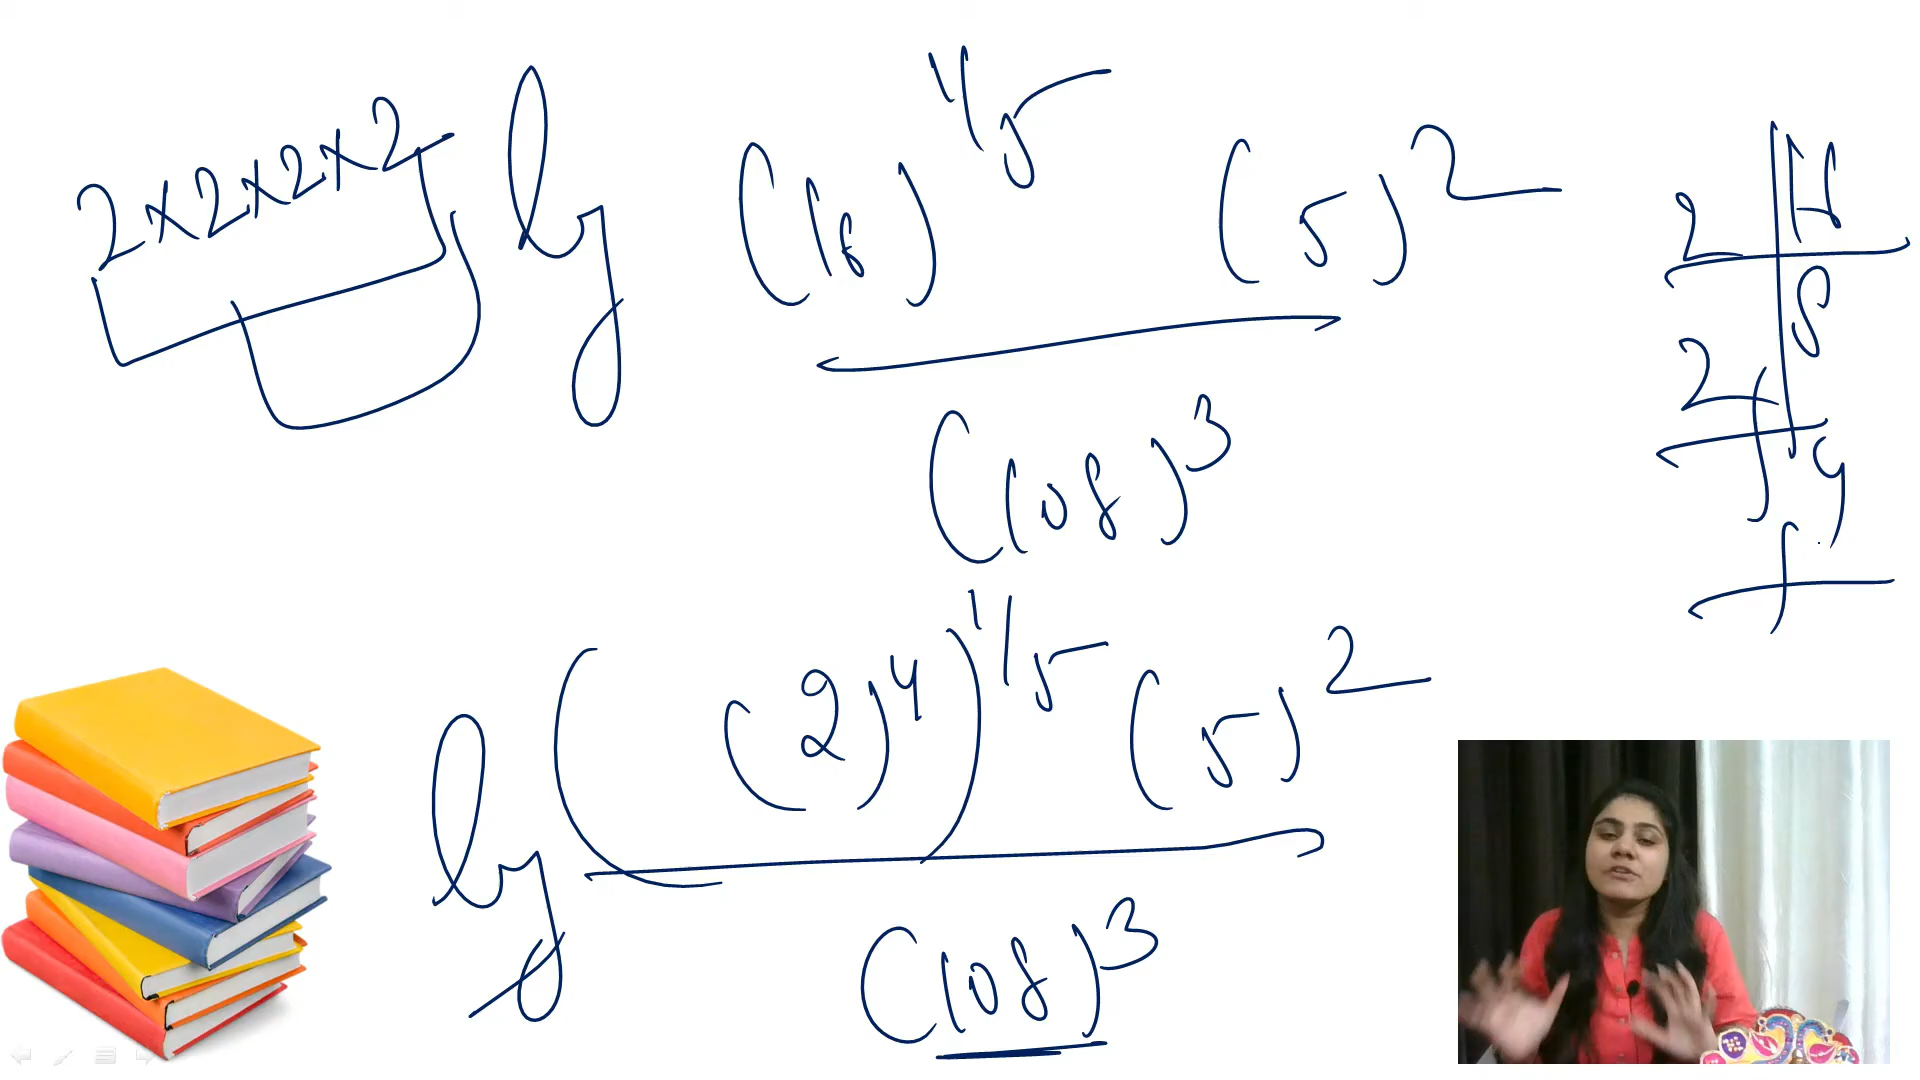 2×2×2×2
log (16)^1/5 (5)^2
(108)^3
2 | 16
2 | 8
4
log ((2)^4)^1/5 (5)^2
(108)^3